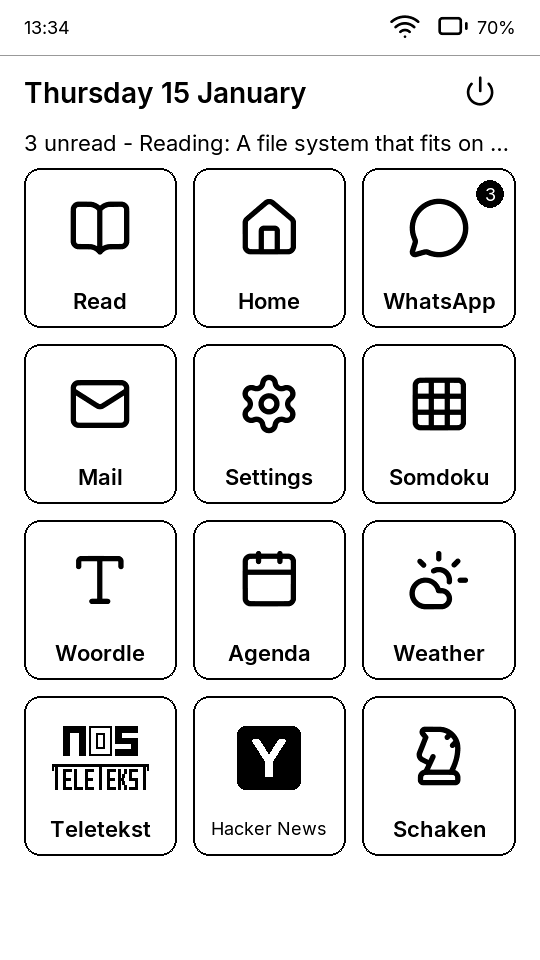 13:34 70%
Thursday 15 January
3 unread - Reading: A file system that fits on ...
3
Read Home WhatsApp
Mail Settings Somdoku
Woordle Agenda Weather
NOS
TELETEKST
Y
Teletekst Hacker News Schaken